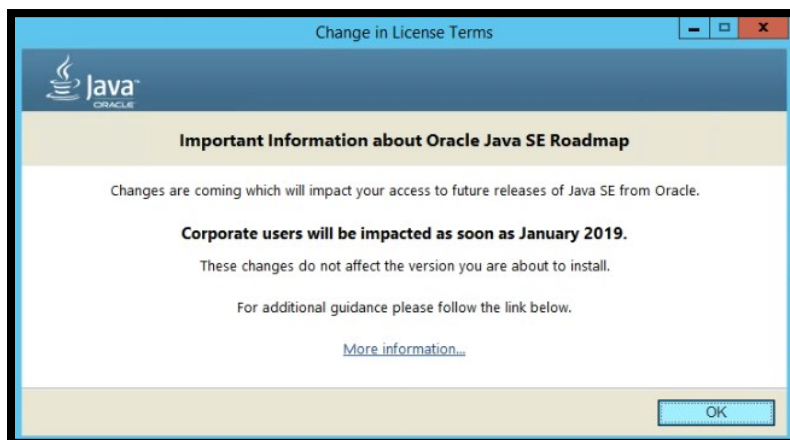 Change in License Terms
Java
ORACLE
Important Information about Oracle Java SE Roadmap
Changes are coming which will impact your access to future releases of Java SE from Oracle.
Corporate users will be impacted as soon as January 2019.
These changes do not affect the version you are about to install.
For additional guidance please follow the link below.
More information...
OK